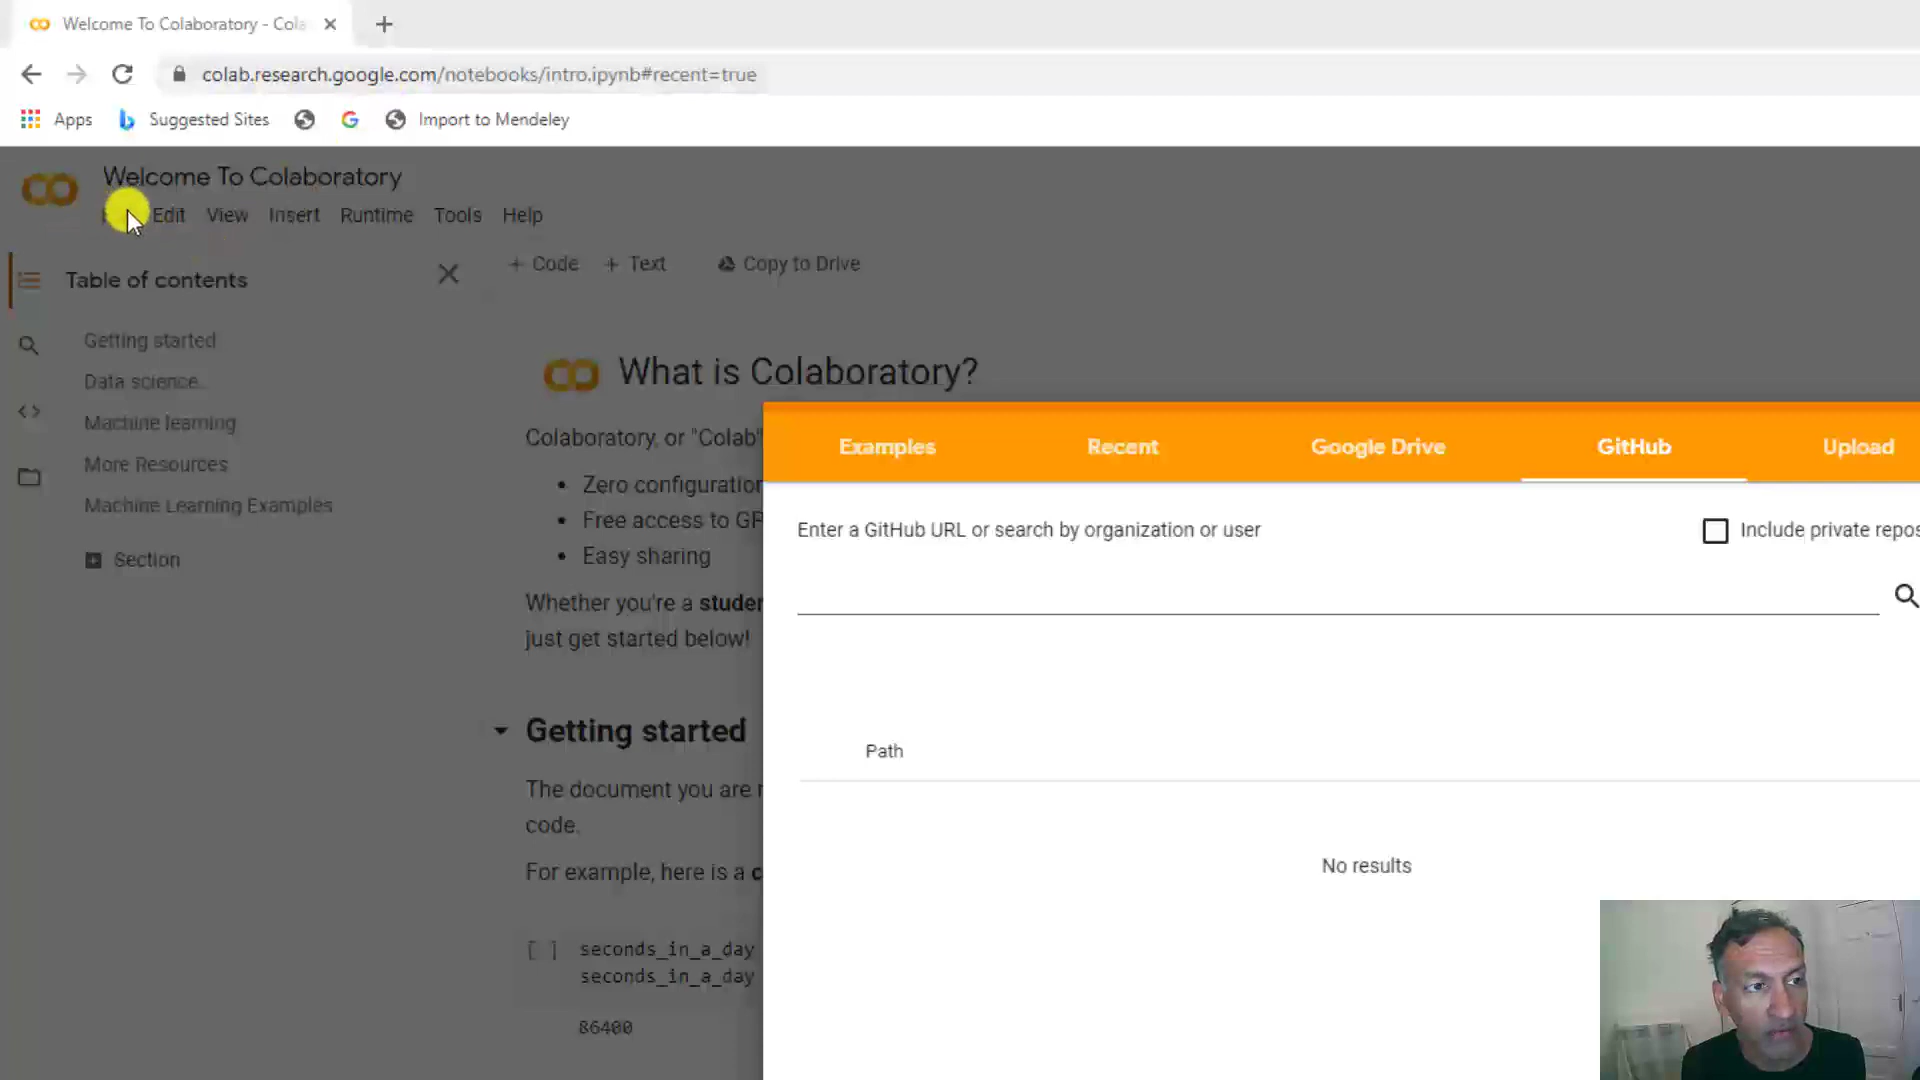 Welcome To Colaboratory - Cola
colab.research.google.com/notebooks/intro.ipynb#recent=true
Apps Suggested Sites Import to Mendeley
Welcome To Colaboratory
Edit View Insert Runtime Tools Help
Table of contents
+ Code + Text Copy to Drive
Getting started
Data science
Machine learning
More Resources
Machine Learning Examples
Section
What is Colaboratory?
Colaboratory, or "Colab"
• Zero configuration
• Free access to GP
• Easy sharing
Whether you're a studen
just get started below!
Getting started
The document you are
code.
For example, here is a c
[ ] seconds_in_a_day
seconds_in_a_day
86400
Examples Recent Google Drive GitHub Upload
Enter a GitHub URL or search by organization or user
Include private repos
Path
No results